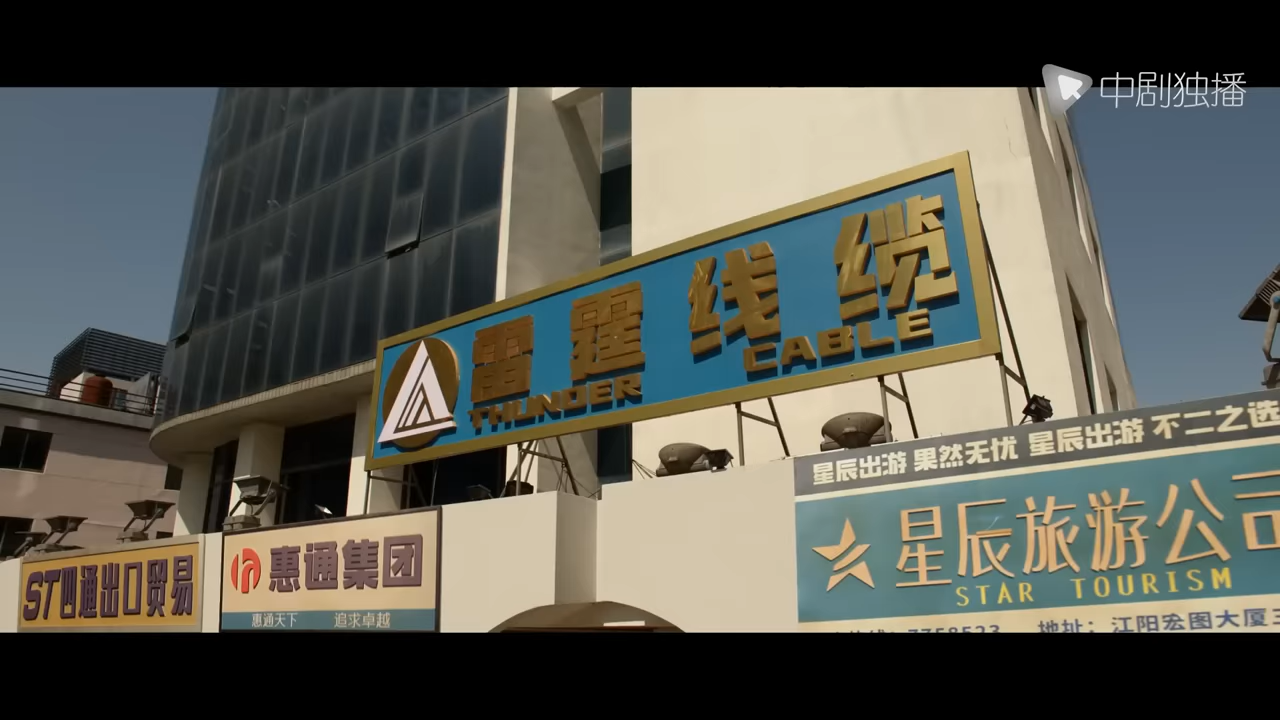 中剧独播
雷霆线缆
THUNDER CABLE
星辰出游 果然无忧 星辰出游 不二之选
星辰旅游公司
STAR TOURISM
7758523 地址：江阳宏图大厦
惠通集团
惠通天下 追求卓越
ST四通出口贸易